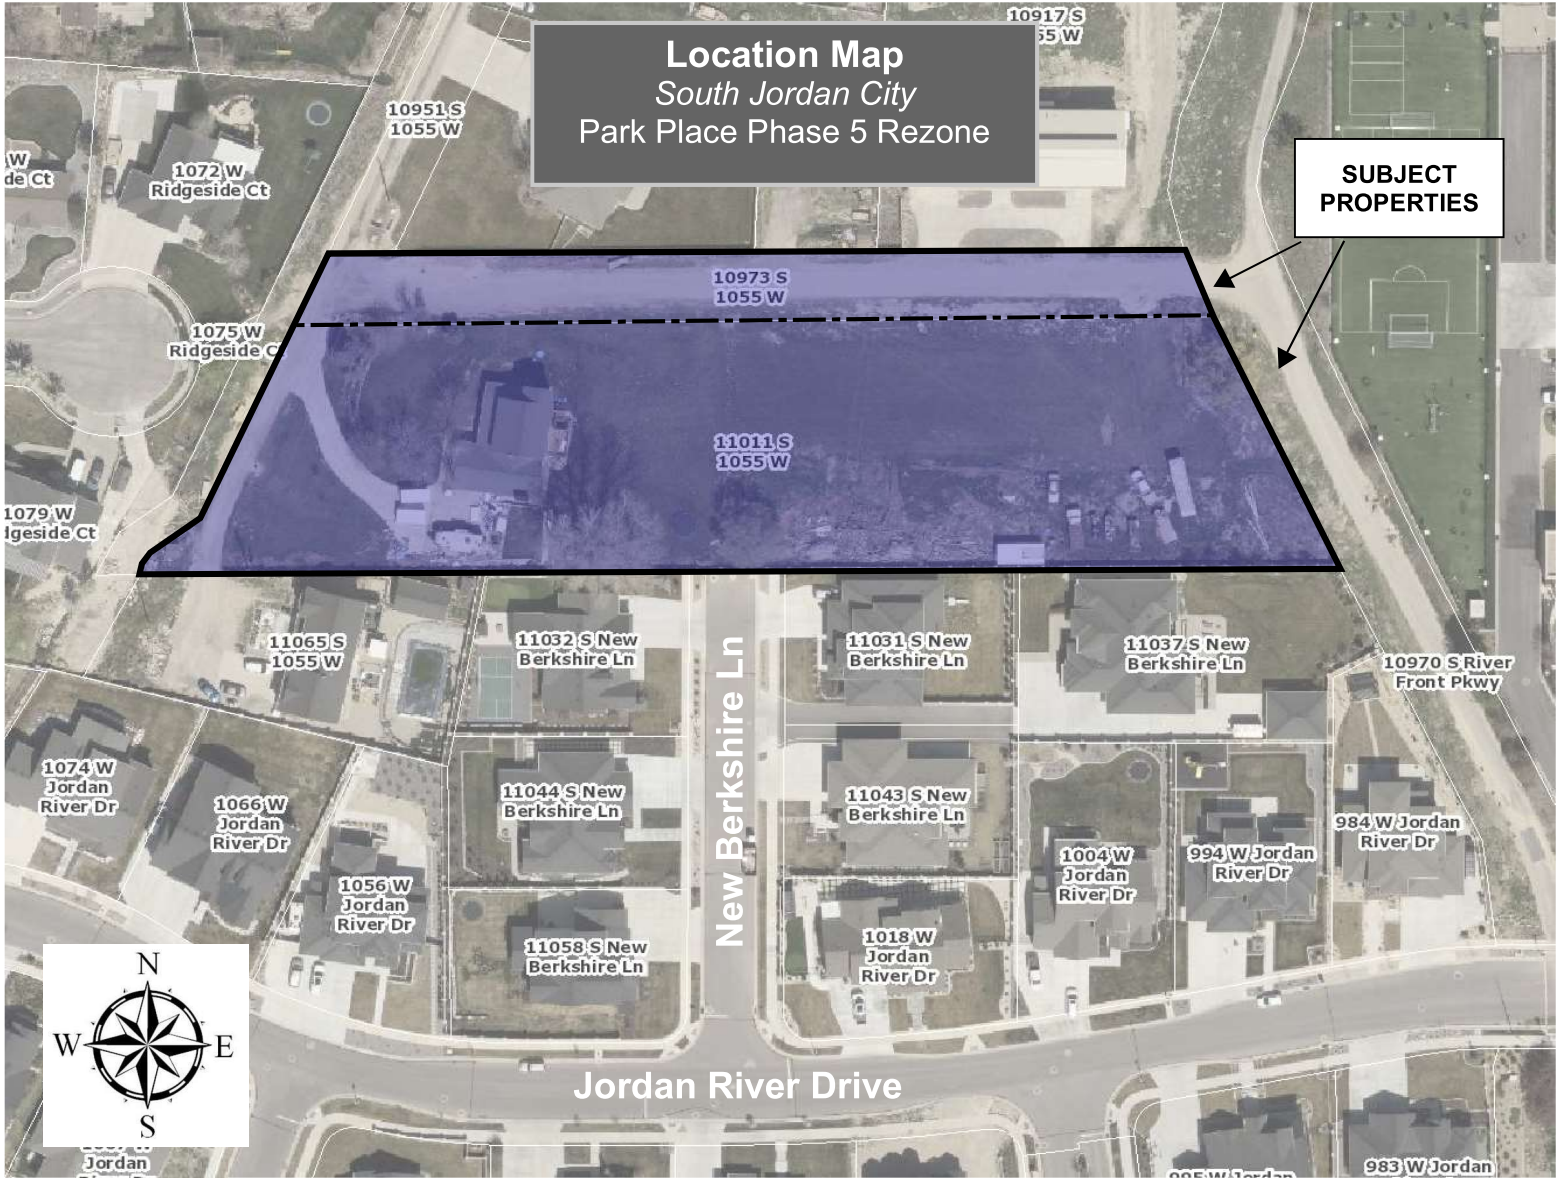 10917 S
55 W
Location Map
South Jordan City
Park Place Phase 5 Rezone
10951 S
1055 W
SUBJECT
PROPERTIES
W
de Ct
1072 W
Ridgeside Ct
10973 S
1055 W
1075 W
Ridgeside C
11011 S
1055 W
1079 W
dgeside Ct
11065 S
1055 W
11032 S New
Berkshire Ln
New Berkshire Ln
11031 S New
Berkshire Ln
11037 S New
Berkshire Ln
10970 S River
Front Pkwy
1074 W
Jordan
River Dr
1066 W
Jordan
River Dr
11044 S New
Berkshire Ln
11043 S New
Berkshire Ln
984 W Jordan
River Dr
1056 W
Jordan
River Dr
1004 W
Jordan
River Dr
994 W Jordan
River Dr
11058 S New
Berkshire Ln
1018 W
Jordan
River Dr
N
W
E
S
Jordan River Drive
Jordan
995 W Jordan
983 W Jordan